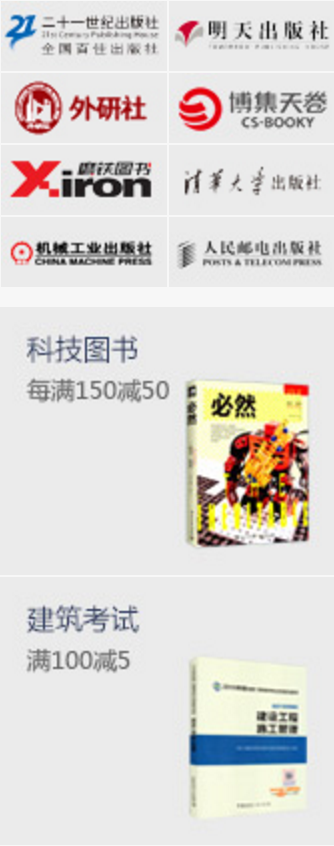 二十一世纪出版社
21st Century Publishing House
全国百佳出版社
明天出版社
外研社
博集天卷
CS-BOOKY
磨铁图书
X.iron
清华大学出版社
机械工业出版社
CHINA MACHINE PRESS
人民邮电出版社
POSTS & TELECOM PRESS
科技图书
每满150减50
必然
建筑考试
满100减5
建设工程
施工管理